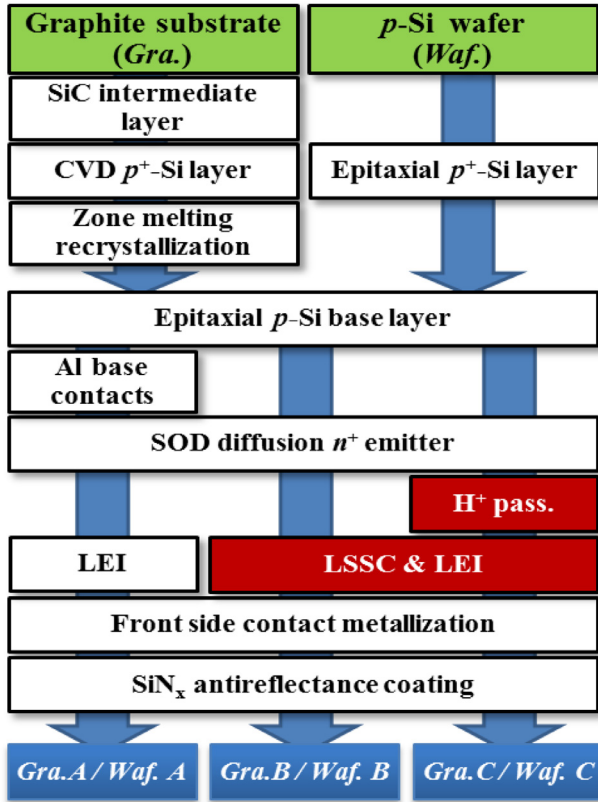 Graphite substrate
(Gra.)
p-Si wafer
(Waf.)
SiC intermediate
layer
CVD p⁺-Si layer
Epitaxial p⁺-Si layer
Zone melting
recrystallization
Epitaxial p-Si base layer
Al base
contacts
SOD diffusion n⁺ emitter
H⁺ pass.
LEI
LSSC & LEI
Front side contact metallization
SiNₓ antireflectance coating
Gra.A / Waf. A
Gra.B / Waf. B
Gra.C / Waf. C